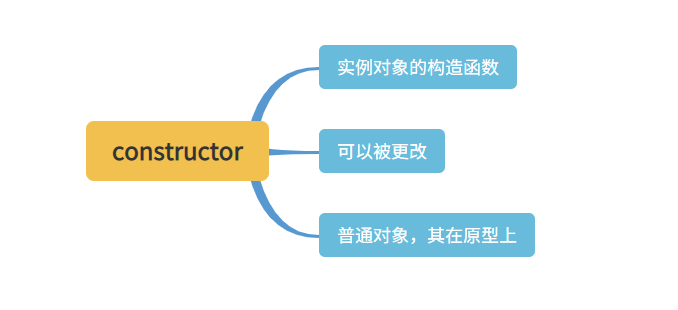 实例对象的构造函数
constructor
可以被更改
普通对象，其在原型上